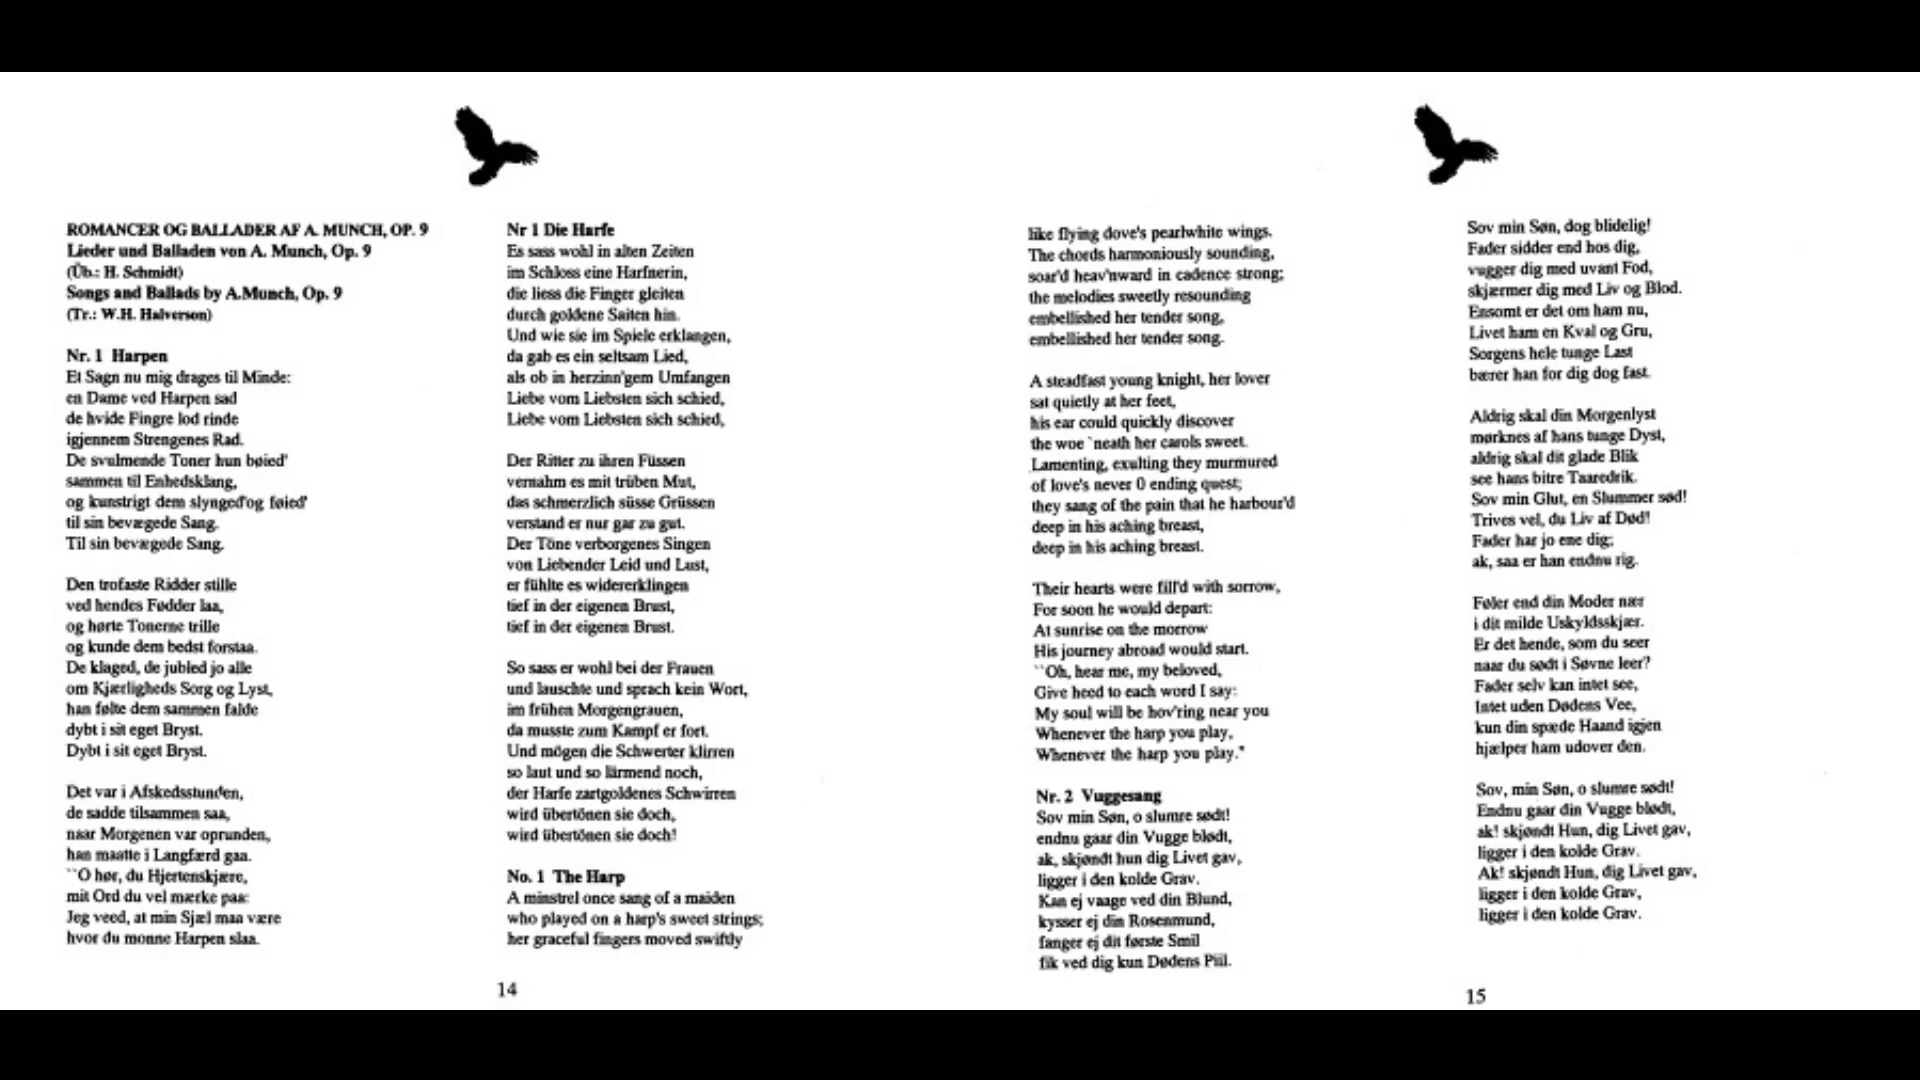 ROMANCER OG BALLADER AF A. MUNCH, OP. 9
Lieder und Balladen von A. Munch, Op. 9
(Üb.: H. Schmidt)
Songs and Ballads by A.Munch, Op. 9
(Tr.: W.H. Halverson)

Nr. 1 Harpen
Et Sagn nu mig drages til Minde:
en Dame ved Harpen sad
de hvide Fingre lod rinde
igjennem Strengenes Rad.
De svulmende Toner hun bøied'
sammen til Enhedsklang,
og kunstrigt dem slynged'og føied'
til sin bevægede Sang.
Til sin bevægede Sang.

Den trofaste Ridder stille
ved hendes Fødder laa,
og hørte Tonerne trille
og kunde dem bedst forstaa.
De klaged, de jubled jo alle
om Kjærligheds Sorg og Lyst,
han følte dem sammen falde
dybt i sit eget Bryst.
Dybt i sit eget Bryst.

Det var i Afskedsstunden,
de sadde tilsammen saa,
naar Morgenen var oprunden,
han maatte i Langfærd gaa.
``O hør, du Hjertenskjære,
mit Ord du vel mærke paa:
Jeg veed, at min Sjæl maa være
hvor du monne Harpen slaa.

Nr 1 Die Harfe
Es sass wohl in alten Zeiten
im Schloss eine Harfnerin,
die liess die Finger gleiten
durch goldene Saiten hin.
Und wie sie im Spiele erklangen,
da gab es ein seltsam Lied,
als ob in herzinn'gem Umfangen
Liebe vom Liebsten sich schied,
Liebe vom Liebsten sich schied,

Der Ritter zu ihren Füssen
vernahm es mit trüben Mut,
das schmerzlich süsse Grüssen
verstand er nur gar zu gut.
Der Töne verborgenes Singen
von Liebender Leid und Lust,
er fühlte es widererklingen
tief in der eigenen Brust,
tief in der eigenen Brust.

So sass er wohl bei der Frauen
und lauschte und sprach kein Wort,
im frühen Morgengrauen,
da musste zum Kampf er fort.
Und mögen die Schwerter klirren
so laut und so lärmend noch,
der Harfe zartgoldenes Schwirren
wird übertönen sie doch,
wird übertönen sie doch!

No. 1 The Harp
A minstrel once sang of a maiden
who played on a harp's sweet strings;
her graceful fingers moved swiftly

14

like flying dove's pearlwhite wings.
The chords harmoniously sounding,
soar'd heav'nward in cadence strong;
the melodies sweetly resounding
embellished her tender song,
embellished her tender song.

A steadfast young knight, her lover
sat quietly at her feet,
his ear could quickly discover
the woe `neath her carols sweet.
Lamenting, exulting they murmured
of love's never 0 ending quest;
they sang of the pain that he harbour'd
deep in his aching breast,
deep in his aching breast.

Their hearts were fill'd with sorrow,
For soon he would depart:
At sunrise on the morrow
His journey abroad would start.
``Oh, hear me, my beloved,
Give heed to each word I say:
My soul will be hov'ring near you
Whenever the harp you play,
Whenever the harp you play."

Nr. 2 Vuggesang
Sov min Søn, o slumre sødt!
endnu gaar din Vugge blødt,
ak, skjøndt hun dig Livet gav,
ligger i den kolde Grav.
Kan ej vaage ved din Blund,
kysser ej din Rosenmund,
fanger ej dit første Smil
fik ved dig kun Dødens Piil.

Sov min Søn, dog blidelig!
Fader sidder end hos dig,
vugger dig med uvant Fod,
skjærmer dig med Liv og Blod.
Ensomt er det om ham nu,
Livet ham en Kval og Gru,
Sorgens hele tunge Last
bærer han for dig dog fast.

Aldrig skal din Morgenlyst
mørknes af hans tunge Dyst,
aldrig skal dit glade Blik
see hans bitre Taaredrik.
Sov min Glut, en Slummer sød!
Trives vel, du Liv af Død!
Fader har jo ene dig;
ak, saa er han endnu rig.

Føler end din Moder nær
i dit milde Uskyldsskjær.
Er det hende, som du seer
naar du sødt i Søvne leer?
Fader selv kan intet see,
Intet uden Dødens Vee,
kun din spæde Haand igjen
hjælper ham udover den.

Sov, min Søn, o slumre sødt!
Endnu gaar din Vugge blødt,
ak! skjøndt Hun, dig Livet gav,
ligger i den kolde Grav.
Ak! skjøndt Hun, dig Livet gav,
ligger i den kolde Grav,
ligger i den kolde Grav.

15